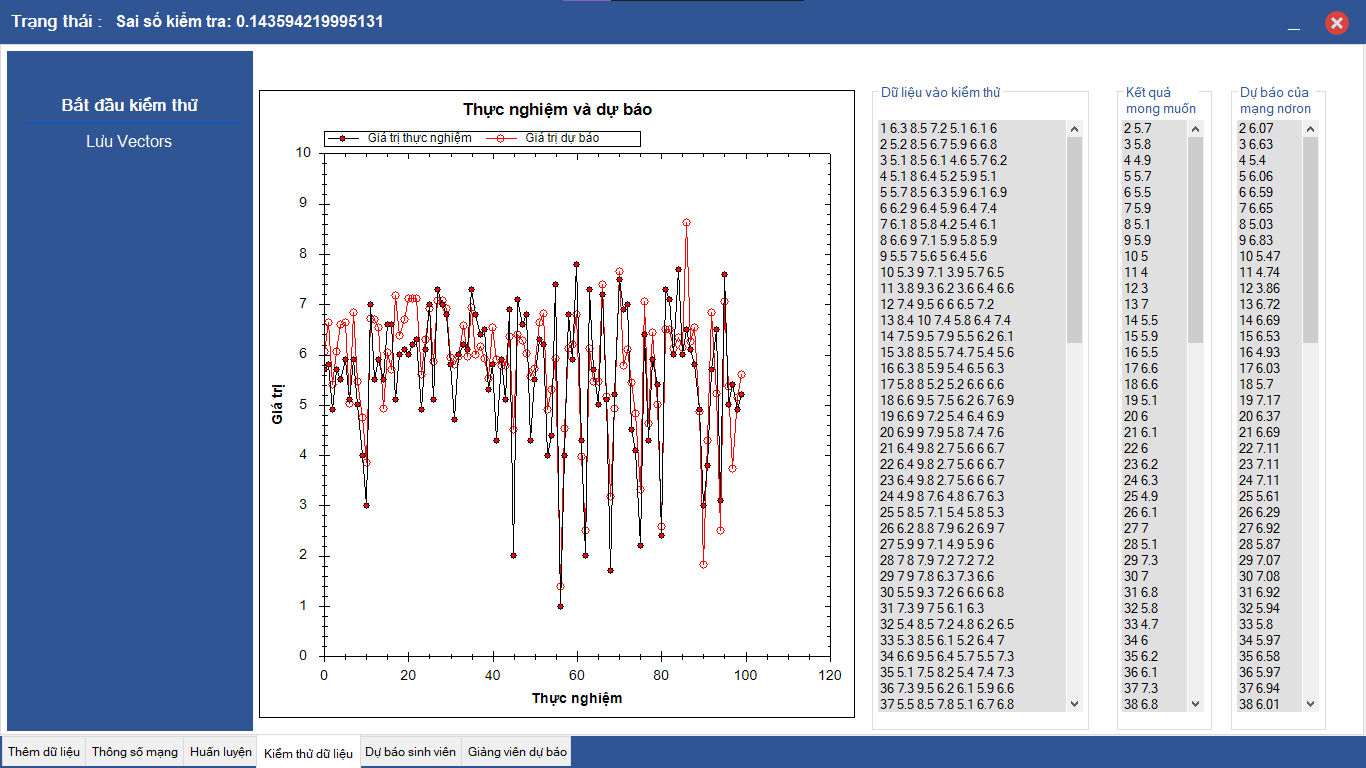 Trạng thái : Sai số kiểm tra: 0.143594219995131
Bắt đầu kiểm thử
Lưu Vectors
Thực nghiệm và dự báo
Giá trị thực nghiệm
Giá trị dự báo
10
9
8
7
6
5
4
3
2
1
0
Giá trị
0 20 40 60 80 100 120
Thực nghiệm
Dữ liệu vào kiểm thử
1 6.3 8.5 7.2 5.1 6.1 6
2 5.2 8.5 6.7 5.9 6 6.8
3 5.1 8.5 6.1 4.6 5.7 6.2
4 5.1 8 6.4 5.2 5.9 5.1
5 5.7 8.5 6.3 5.9 6.1 6.9
6 6.2 9 6.4 5.9 6.4 7.4
7 6.1 8 5.8 4.2 5.4 6.1
8 6.6 9 7.1 5.9 5.8 5.9
9 5.5 7.5 6 5.6 6.4 5.6
10 5.3 9 7.1 3.9 5.7 6.5
11 3.8 9.3 6.2 3.6 6.4 6.6
12 7.4 9.5 6 6.6 5.7 6.2
13 8.4 10 7.4 5.8 6.4 7.4
14 7.5 9.5 7.9 5.5 6.2 6.1
15 3.8 8.5 5.7 4.7 5.4 5.6
16 6.3 8 5.9 5.4 6.5 6.3
17 5.8 8 5.2 5.2 6.6 6.6
18 6.6 9.5 7.5 6.2 6.7 6.9
19 6.6 9 7.2 5.4 6.4 6.9
20 6.9 9 7.9 5.8 7.4 7.6
21 6.4 9.8 2.7 5.6 6 6.7
22 6.4 9.8 2.7 5.6 6 6.7
23 6.4 9.8 2.7 5.6 6 6.7
24 4.9 8 7.6 4.8 6.7 6.3
25 5 8.5 7.1 5.4 5.8 5.3
26 6.2 8.8 7.9 6.2 6.9 7
27 5.9 9 7.1 4.9 5.9 6
28 7 8 7.9 7.2 7.2 7.2
29 7 9 7.8 6.3 7.3 6.6
30 5.5 9.3 7.2 6 6.6 6.8
31 7.3 9 7 5 6.1 6.3
32 5.4 8.5 7.2 4.8 6.2 6.5
33 5.3 8.5 6.1 5.2 6.4 7
34 6.6 9.5 6.4 5.7 5.5 7.3
35 5.1 7.5 8.2 5.4 7.4 7.3
36 7.3 9.5 6.2 6.1 5.9 6.6
37 5.5 8.5 7.8 5.1 6.7 6.8
Kết quả
mong muốn
2 5.7
3 5.8
4 4.9
5 5.7
6 5.5
7 5.9
8 5.1
9 5.9
10 5
11 4
12 3
13 7
14 5.5
15 5.9
16 5.5
17 6.6
18 6.6
19 5.1
20 6
21 6.1
22 6
23 6.2
24 6.3
25 4.9
26 6.1
27 7
28 5.1
29 7.3
30 7
31 6.8
32 5.8
33 4.7
34 6
35 6.2
36 6.1
37 7.3
38 6.8
Dự báo của
mạng nơron
2 6.07
3 6.63
4 5.4
5 6.06
6 6.59
7 6.65
8 5.03
9 6.83
10 5.47
11 4.74
12 3.86
13 6.72
14 6.69
15 6.53
16 4.93
17 6.03
18 5.7
19 7.17
20 6.37
21 6.69
22 7.11
23 7.11
24 7.11
25 5.61
26 6.29
27 6.92
28 5.87
29 7.07
30 7.08
31 6.92
32 5.94
33 5.8
34 5.97
35 6.58
36 5.97
37 6.94
38 6.01
Thêm dữ liệu
Thông số mạng
Huấn luyện
Kiểm thử dữ liệu
Dự báo sinh viên
Giảng viên dự báo